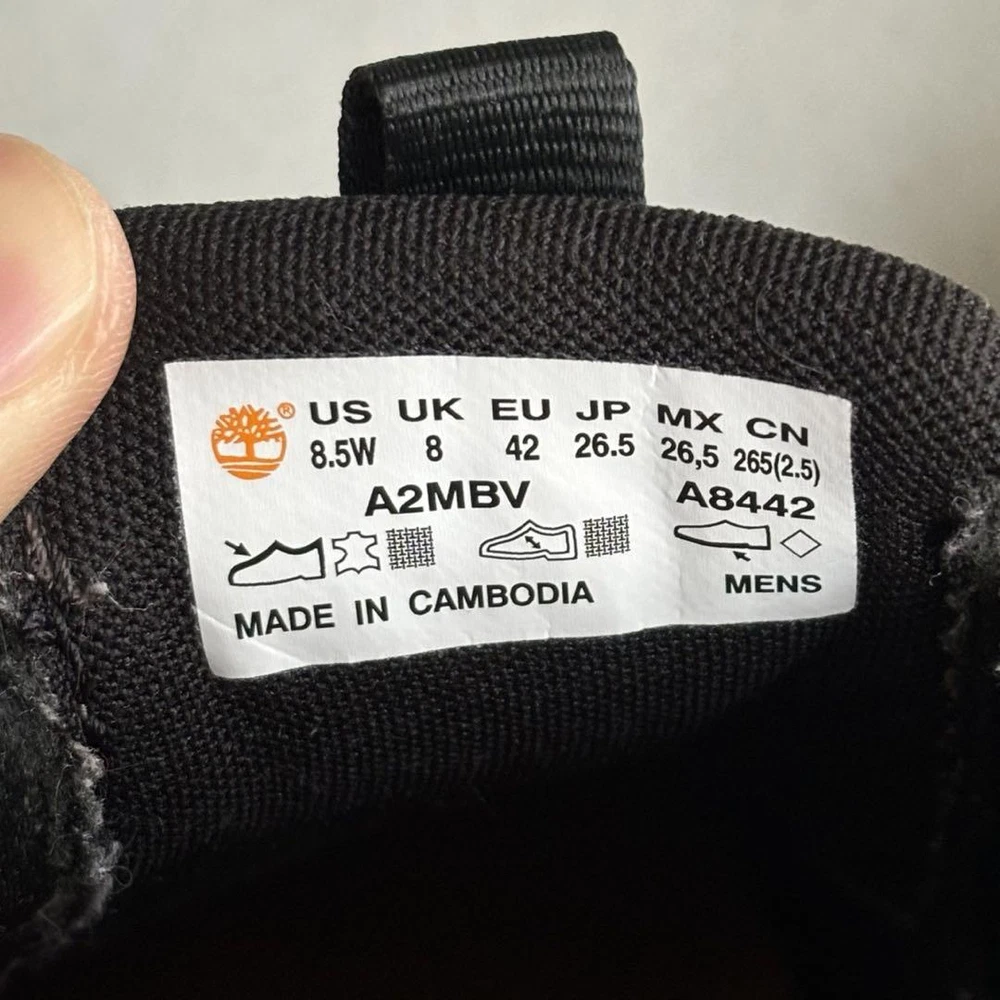 ® US UK EU JP MX CN
8.5W 8 42 26.5 26,5 265(2.5)
A2MBV A8442
MENS
MADE IN CAMBODIA